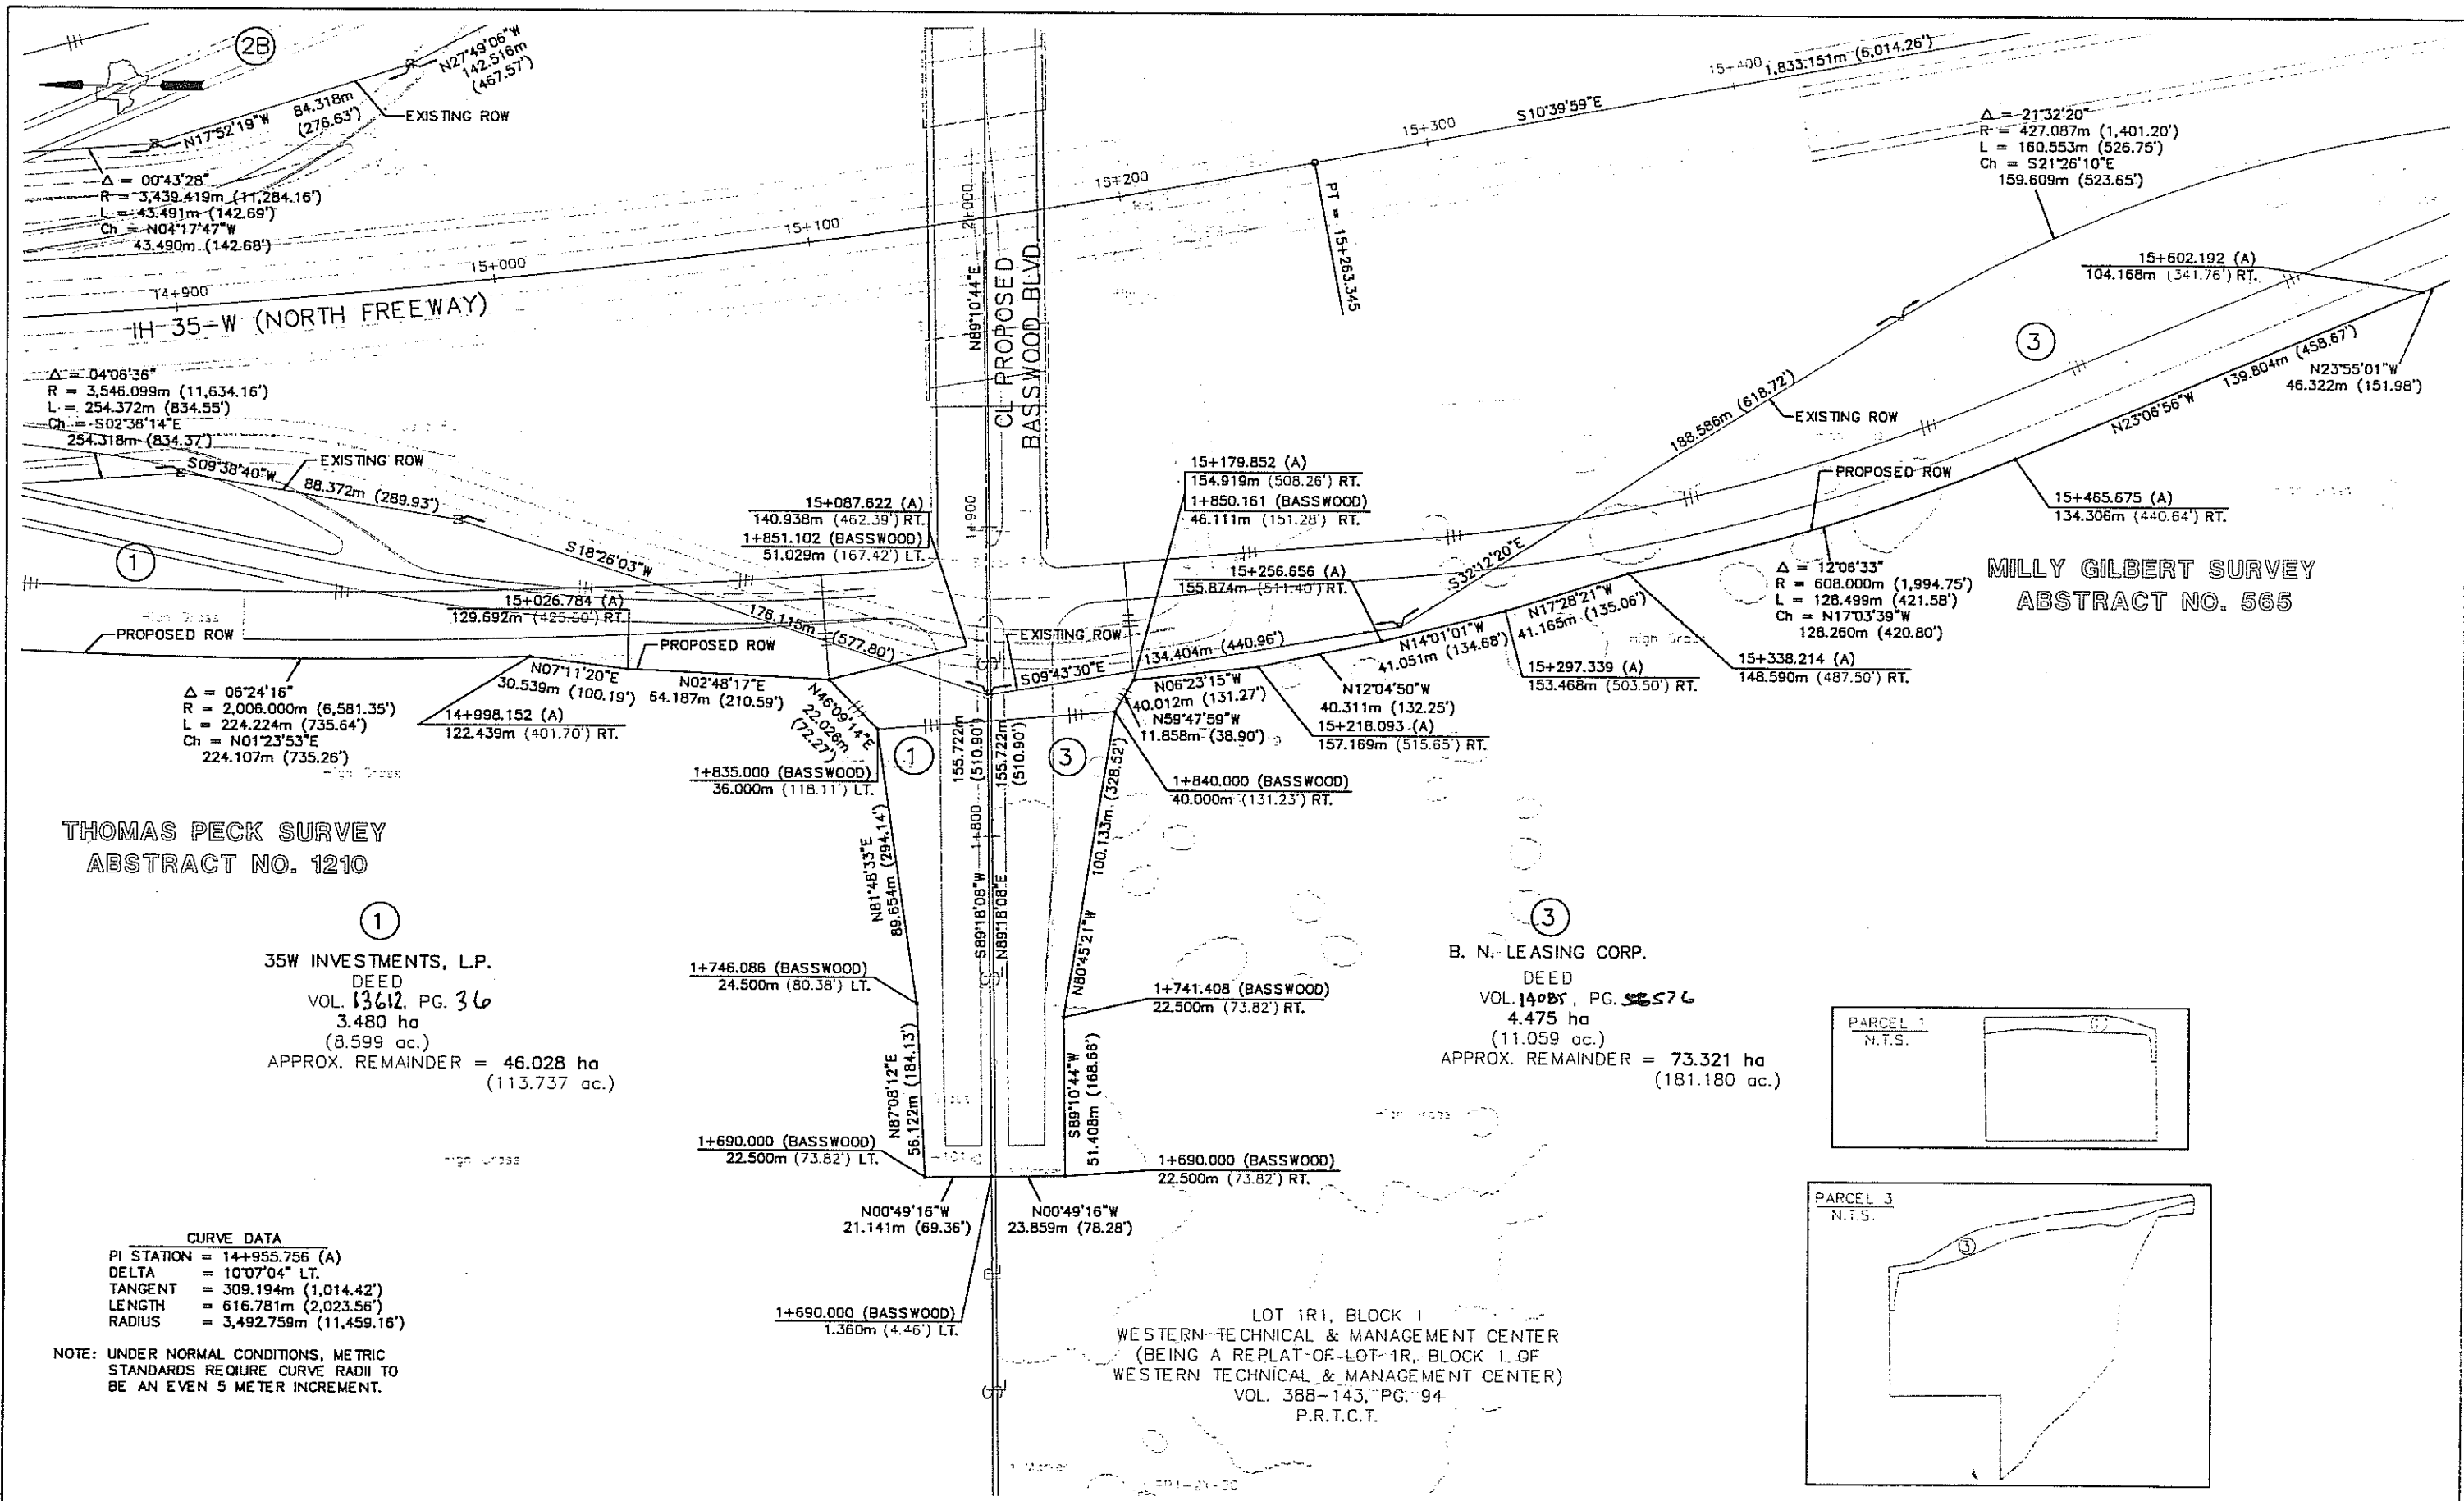 2B
N27°49'06"W
142.516m
(467.57')
84.318m
(276.63')
N17°52'19"W
EXISTING ROW
Δ = 00°43'28"
R = 3,439.419m (11,284.16')
L = 43.491m (142.69')
Ch = N04°17'47"W
43.490m (142.68')
14+900
15+000
15+100
15+200
15+300
15+400
1,833.151m (6,014.26')
S10°39'59"E
PT = 15+263.345
IH 35-W (NORTH FREEWAY)
2+000
N89°10'44"E
CL PROPOSED
BASSWOOD BLVD.
1+900
Δ = 21°32'20"
R = 427.087m (1,401.20')
L = 160.553m (526.75')
Ch = S21°26'10"E
159.609m (523.65')
15+602.192 (A)
104.168m (341.76') RT.
3
N23°55'01"W
46.322m (151.98')
139.804m (458.67')
N23°06'56"W
188.586m (618.72')
EXISTING ROW
S32°12'20"E
PROPOSED ROW
15+465.675 (A)
134.306m (440.64') RT.
Δ = 04°06'36"
R = 3,546.099m (11,634.16')
L = 254.372m (834.55')
Ch = S02°38'14"E
254.318m (834.37')
S09°38'40"W
88.372m (289.93')
EXISTING ROW
S18°26'03"W
176.115m (577.80')
1
High Grass
PROPOSED ROW
15+087.622 (A)
140.938m (462.39') RT.
1+851.102 (BASSWOOD)
51.029m (167.42') LT.
15+179.852 (A)
154.919m (508.26') RT.
1+850.161 (BASSWOOD)
46.111m (151.28') RT.
15+256.656 (A)
155.874m (511.40') RT.
15+026.784 (A)
129.692m (425.50') RT.
PROPOSED ROW
EXISTING ROW
S09°43'30"E
134.404m (440.96')
N07°11'20"E
30.539m (100.19')
N02°48'17"E
64.187m (210.59')
N46°09'14"E
22.026m
(72.27')
14+998.152 (A)
122.439m (401.70') RT.
Δ = 06°24'16"
R = 2,006.000m (6,581.35')
L = 224.224m (735.64')
Ch = N01°23'53"E
224.107m (735.26')
High Grass
N06°23'15"W
40.012m (131.27')
N59°47'59"W
11.858m (38.90')
N12°04'50"W
40.311m (132.25')
15+218.093 (A)
157.169m (515.65') RT.
N14°01'01"W
41.051m (134.68')
N17°28'21"W
41.165m (135.06')
15+297.339 (A)
153.468m (503.50') RT.
15+338.214 (A)
148.590m (487.50') RT.
High Grass
Δ = 12°06'33"
R = 608.000m (1,994.75')
L = 128.499m (421.58')
Ch = N17°03'39"W
128.260m (420.80')
MILLY GILBERT SURVEY
ABSTRACT NO. 565
1
3
155.722m
(510.90')
155.722m
(510.90')
1+835.000 (BASSWOOD)
36.000m (118.11') LT.
1+840.000 (BASSWOOD)
40.000m (131.23') RT.
1+800
S89°18'08"W
N89°18'08"E
N81°48'33"E
89.654m (294.14')
100.133m (328.52')
N80°45'21"W
THOMAS PECK SURVEY
ABSTRACT NO. 1210
1
35W INVESTMENTS, L.P.
DEED
VOL. 13612, PG. 36
3.480 ha
(8.599 ac.)
APPROX. REMAINDER = 46.028 ha
(113.737 ac.)
1+746.086 (BASSWOOD)
24.500m (80.38') LT.
1+741.408 (BASSWOOD)
22.500m (73.82') RT.
N87°08'12"E
56.122m (184.13')
S89°10'44"W
51.408m (168.66')
1+690.000 (BASSWOOD)
22.500m (73.82') LT.
1+690.000 (BASSWOOD)
22.500m (73.82') RT.
N00°49'16"W
21.141m (69.36')
N00°49'16"W
23.859m (78.28')
1+690.000 (BASSWOOD)
1.360m (4.46') LT.
3
B. N. LEASING CORP.
DEED
VOL. 14085, PG. 576
4.475 ha
(11.059 ac.)
APPROX. REMAINDER = 73.321 ha
(181.180 ac.)
High Grass
High Grass
PARCEL 1
N.T.S.
PARCEL 3
N.T.S.
3
CURVE DATA
PI STATION = 14+955.756 (A)
DELTA = 10°07'04" LT.
TANGENT = 309.194m (1,014.42')
LENGTH = 616.781m (2,023.56')
RADIUS = 3,492.759m (11,459.16')
NOTE: UNDER NORMAL CONDITIONS, METRIC
STANDARDS REQIURE CURVE RADII TO
BE AN EVEN 5 METER INCREMENT.
LOT 1R1, BLOCK 1
WESTERN TECHNICAL & MANAGEMENT CENTER
(BEING A REPLAT OF LOT 1R, BLOCK 1 OF
WESTERN TECHNICAL & MANAGEMENT CENTER)
VOL. 388-143, PG. 94
P.R.T.C.T.